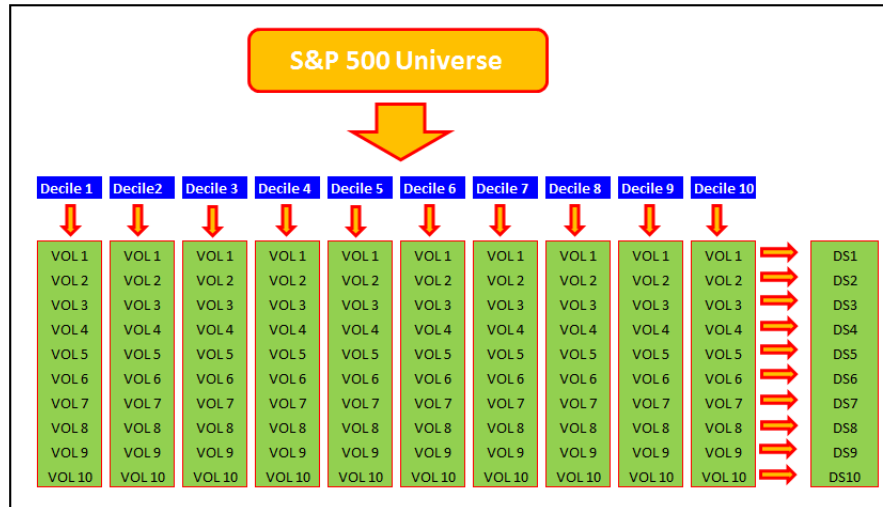 S&P 500 Universe
Decile 1 Decile2 Decile 3 Decile 4 Decile 5 Decile 6 Decile 7 Decile 8 Decile 9 Decile 10
VOL 1 VOL 1 VOL 1 VOL 1 VOL 1 VOL 1 VOL 1 VOL 1 VOL 1 VOL 1 DS1
VOL 2 VOL 2 VOL 2 VOL 2 VOL 2 VOL 2 VOL 2 VOL 2 VOL 2 VOL 2 DS2
VOL 3 VOL 3 VOL 3 VOL 3 VOL 3 VOL 3 VOL 3 VOL 3 VOL 3 VOL 3 DS3
VOL 4 VOL 4 VOL 4 VOL 4 VOL 4 VOL 4 VOL 4 VOL 4 VOL 4 VOL 4 DS4
VOL 5 VOL 5 VOL 5 VOL 5 VOL 5 VOL 5 VOL 5 VOL 5 VOL 5 VOL 5 DS5
VOL 6 VOL 6 VOL 6 VOL 6 VOL 6 VOL 6 VOL 6 VOL 6 VOL 6 VOL 6 DS6
VOL 7 VOL 7 VOL 7 VOL 7 VOL 7 VOL 7 VOL 7 VOL 7 VOL 7 VOL 7 DS7
VOL 8 VOL 8 VOL 8 VOL 8 VOL 8 VOL 8 VOL 8 VOL 8 VOL 8 VOL 8 DS8
VOL 9 VOL 9 VOL 9 VOL 9 VOL 9 VOL 9 VOL 9 VOL 9 VOL 9 VOL 9 DS9
VOL 10 VOL 10 VOL 10 VOL 10 VOL 10 VOL 10 VOL 10 VOL 10 VOL 10 VOL 10 DS10